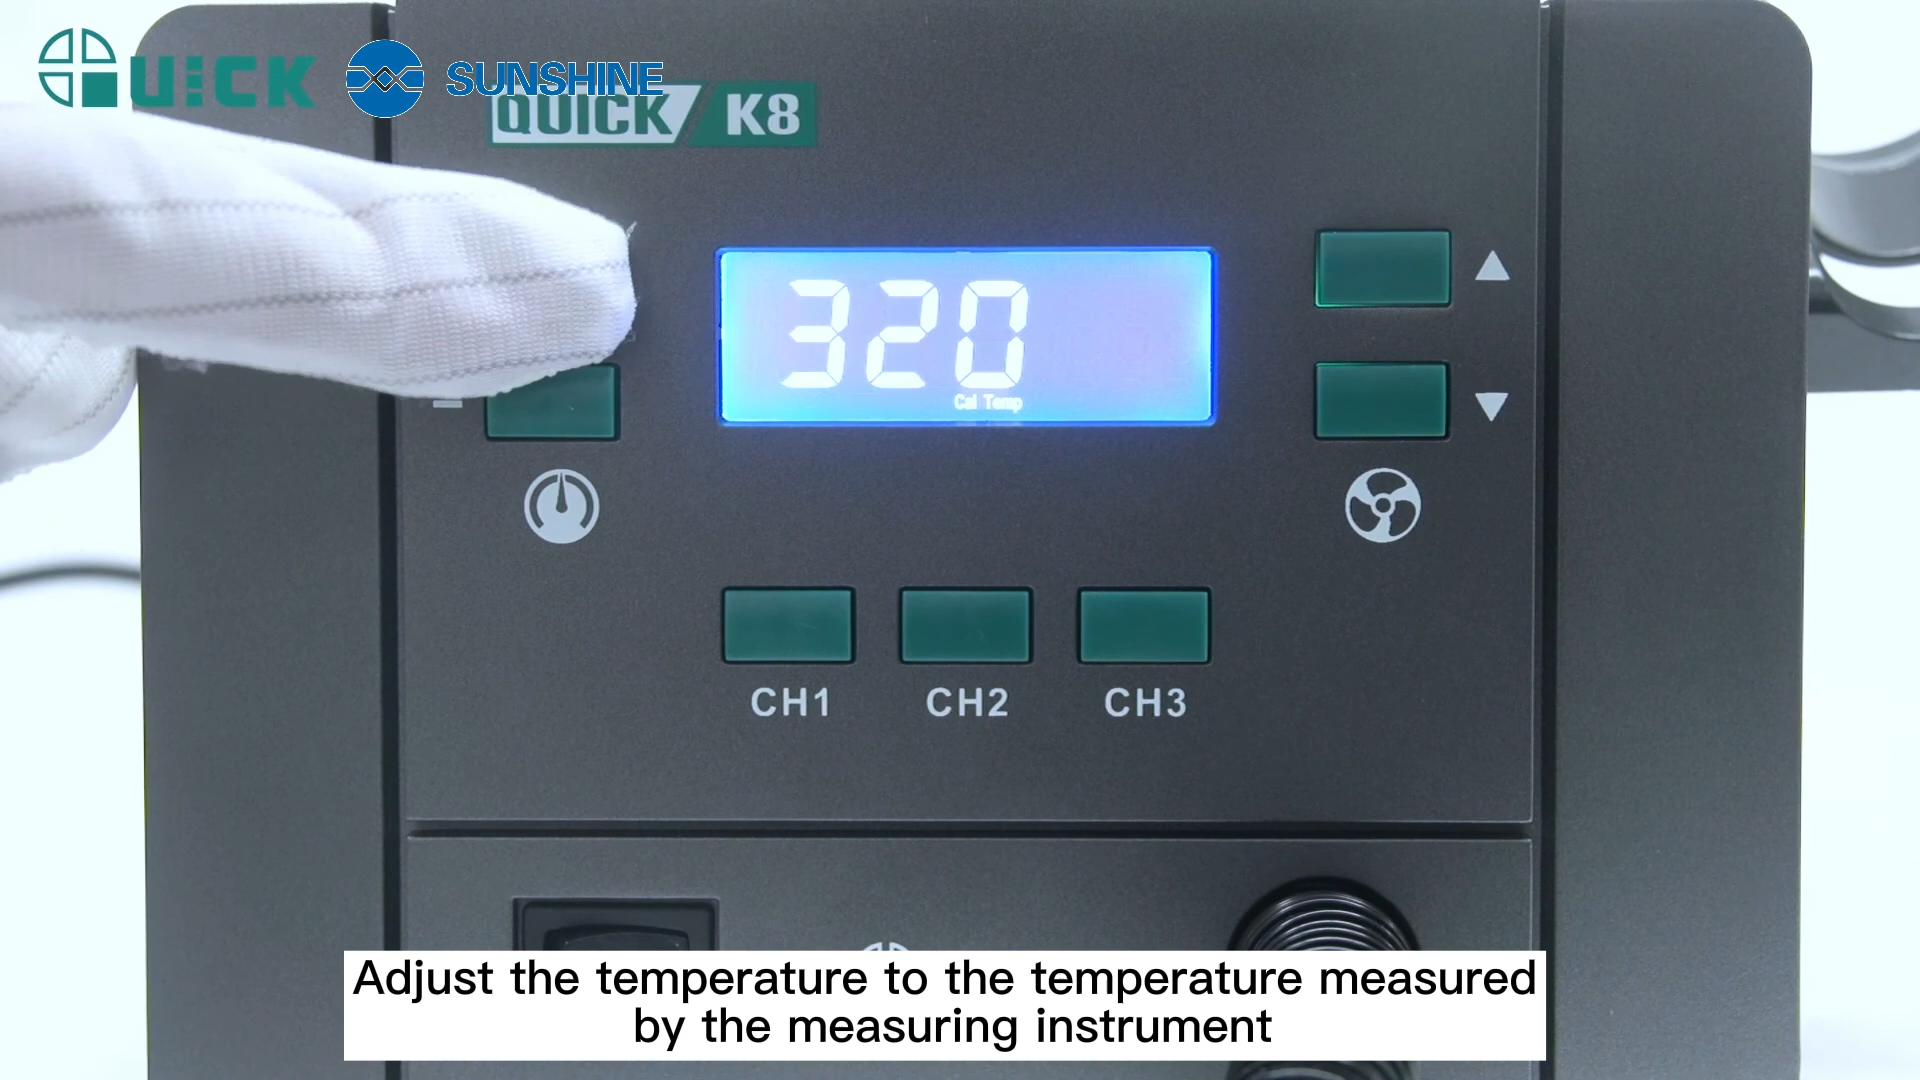 QUICK
SUNSHINE
QUICK K8
320
Cal Temp
CH1 CH2 CH3
Adjust the temperature to the temperature measured
by the measuring instrument